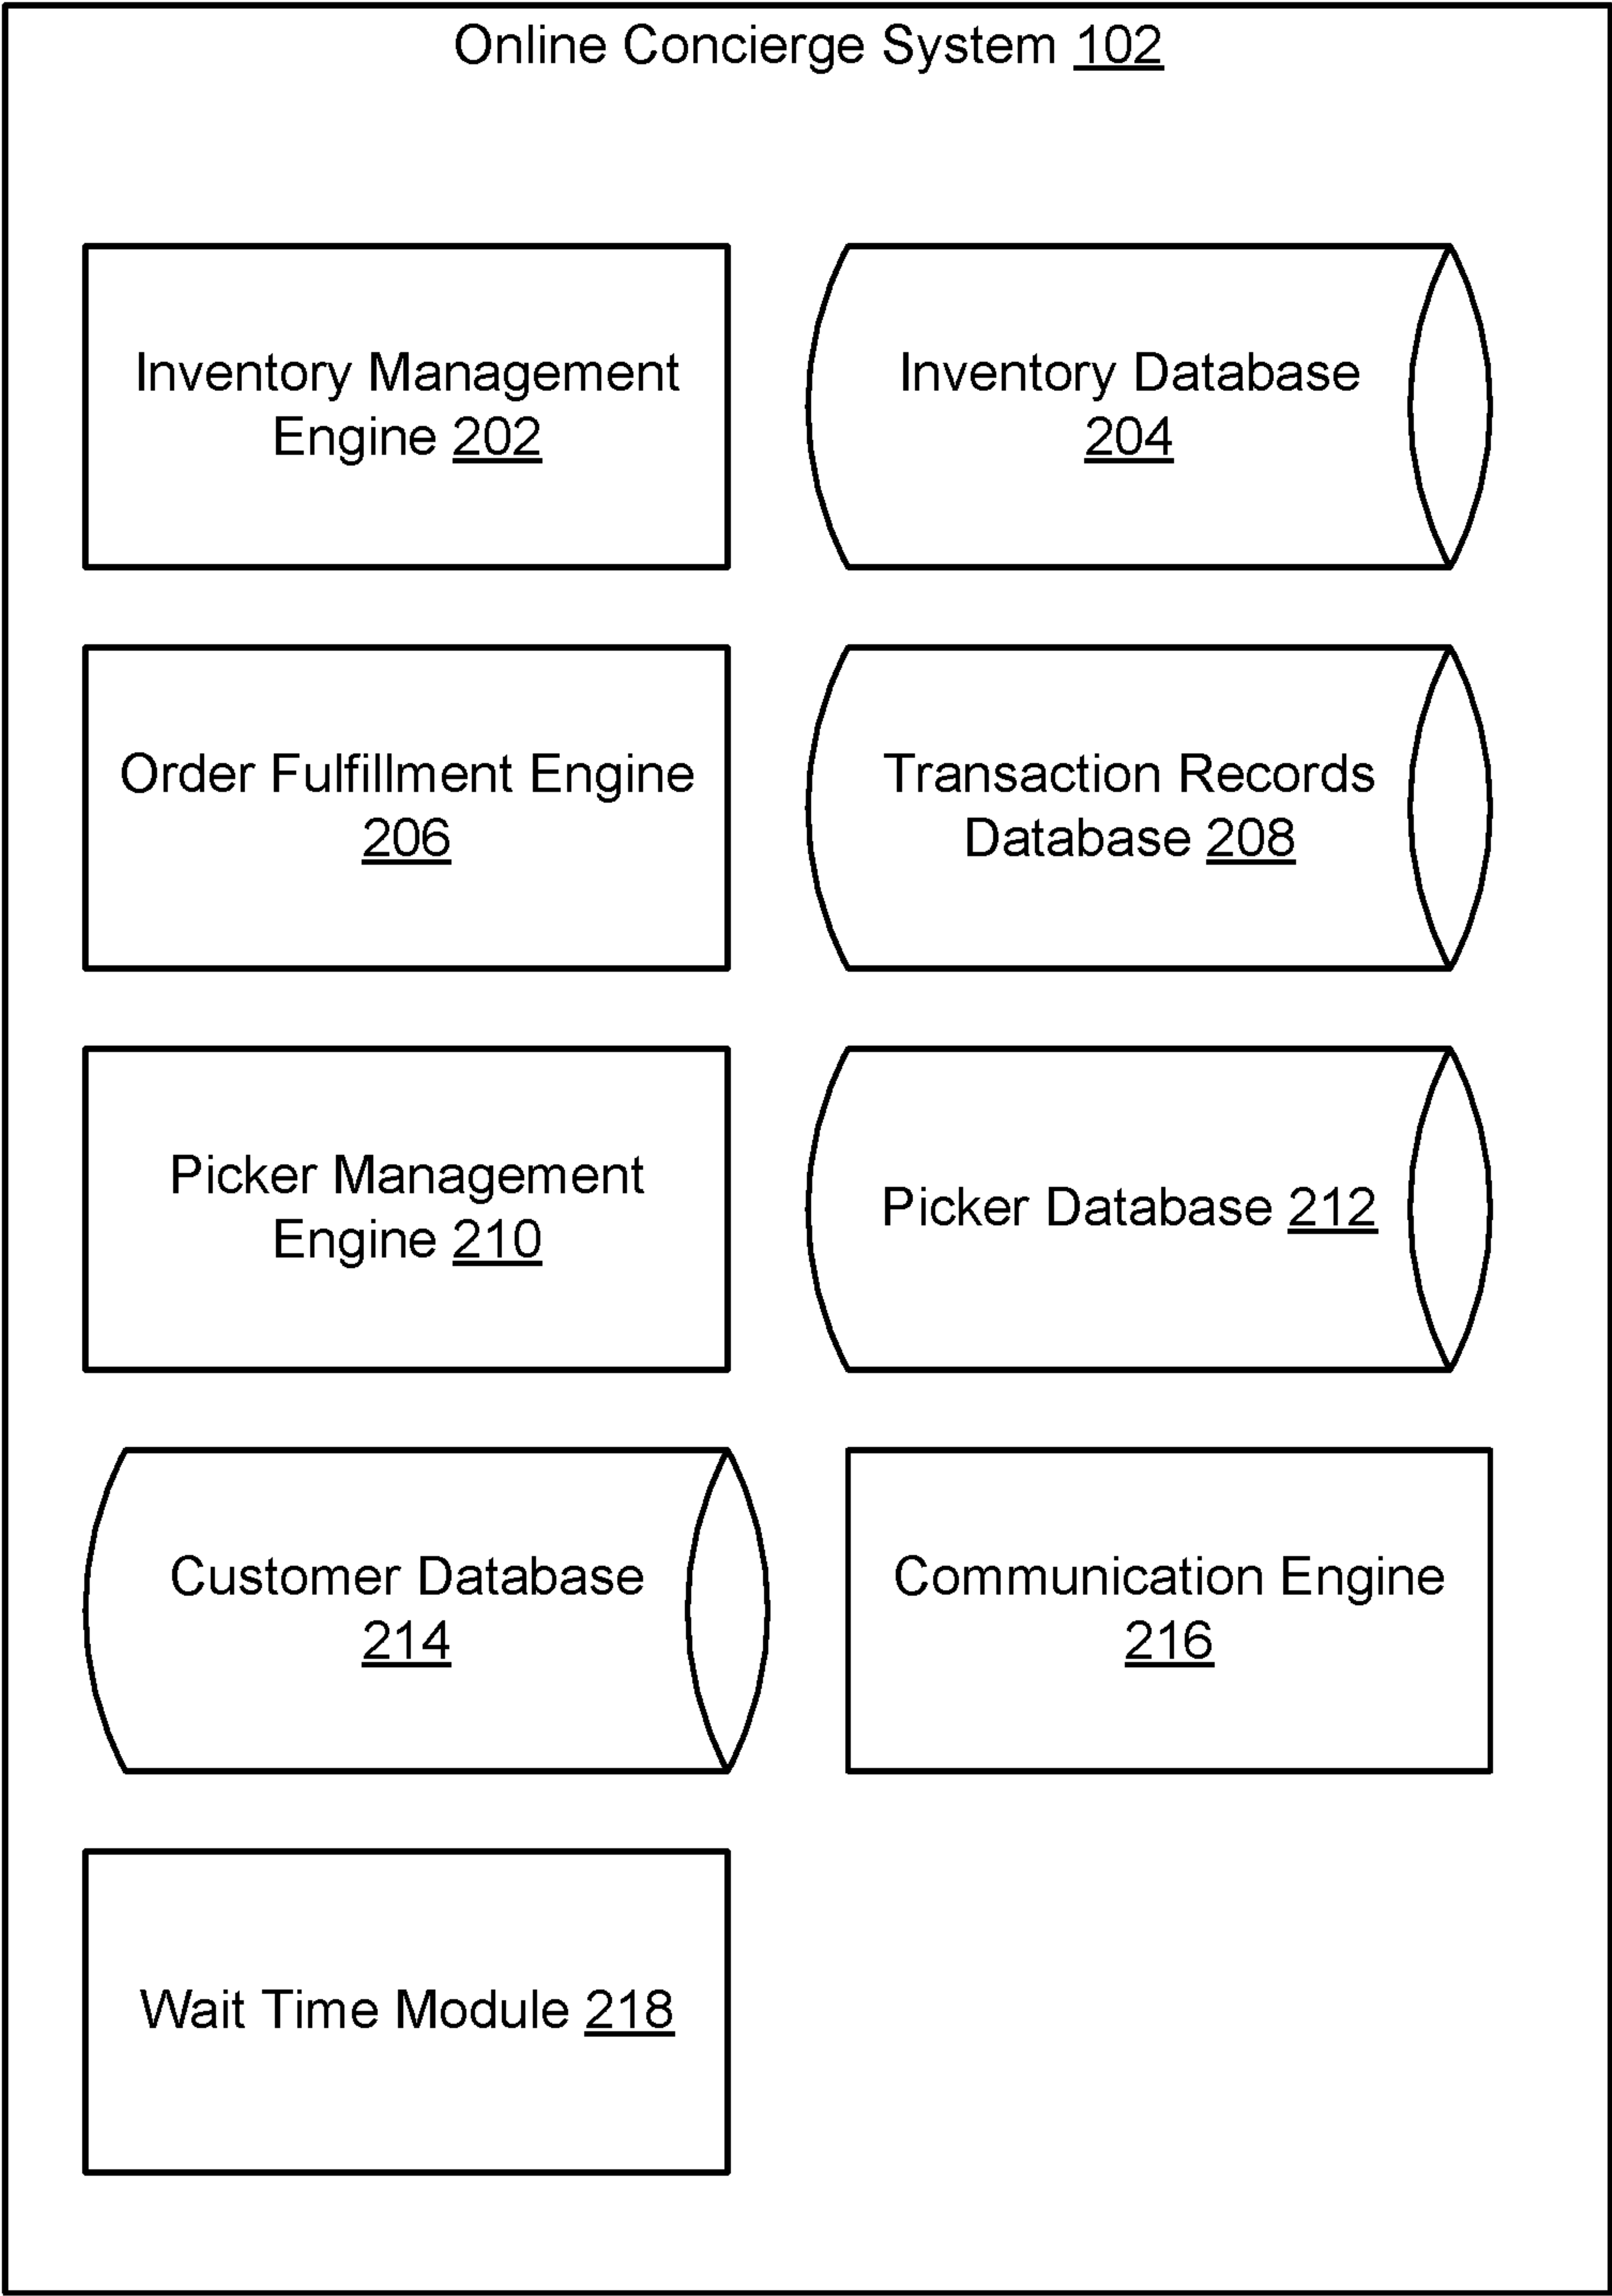 Online Concierge System 102
Inventory Management
Engine 202
Inventory Database
204
Order Fulfillment Engine
206
Transaction Records
Database 208
Picker Management
Engine 210
Picker Database 212
Customer Database
214
Communication Engine
216
Wait Time Module 218